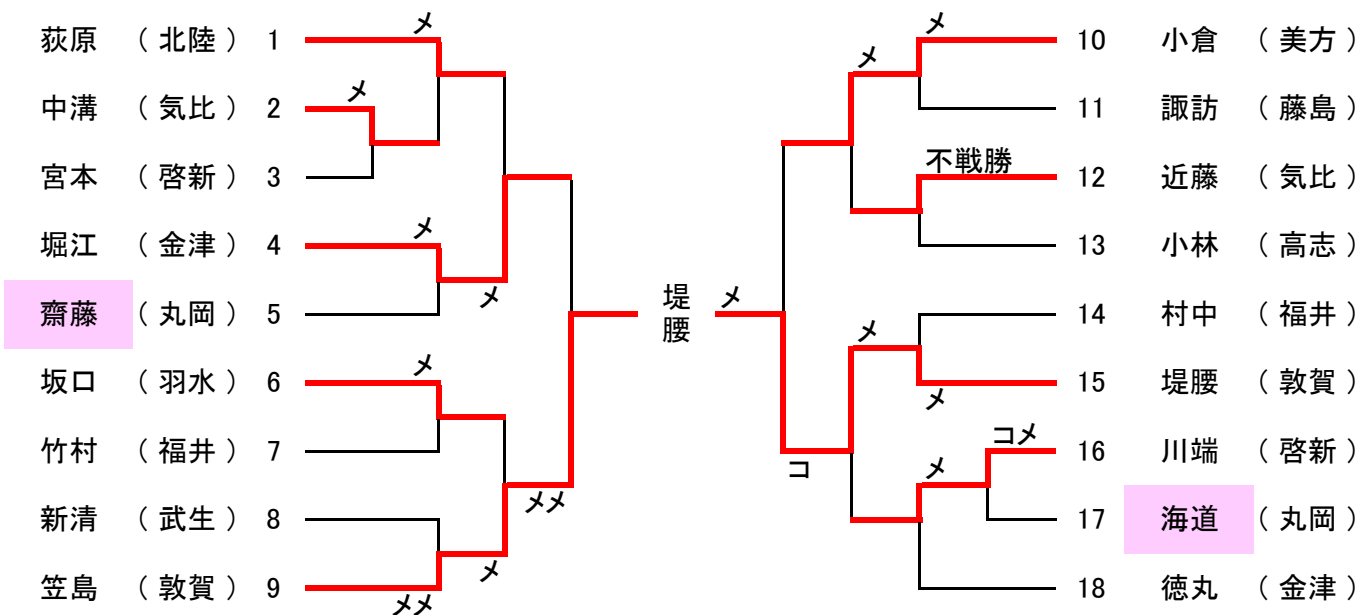 荻原 （ 北陸 ） 1
中溝 （ 気比 ） 2
宮本 （ 啓新 ） 3
堀江 （ 金津 ） 4
齋藤 （ 丸岡 ） 5
坂口 （ 羽水 ） 6
竹村 （ 福井 ） 7
新清 （ 武生 ） 8
笠島 （ 敦賀 ） 9
メ
メ
メ
メ
メ
メ
メメ
メメ
堤腰
メ
メ
メ
不戦勝
メ
メ
コ
メ
コメ
10 小倉 （ 美方 ）
11 諏訪 （ 藤島 ）
12 近藤 （ 気比 ）
13 小林 （ 高志 ）
14 村中 （ 福井 ）
15 堤腰 （ 敦賀 ）
16 川端 （ 啓新 ）
17 海道 （ 丸岡 ）
18 徳丸 （ 金津 ）